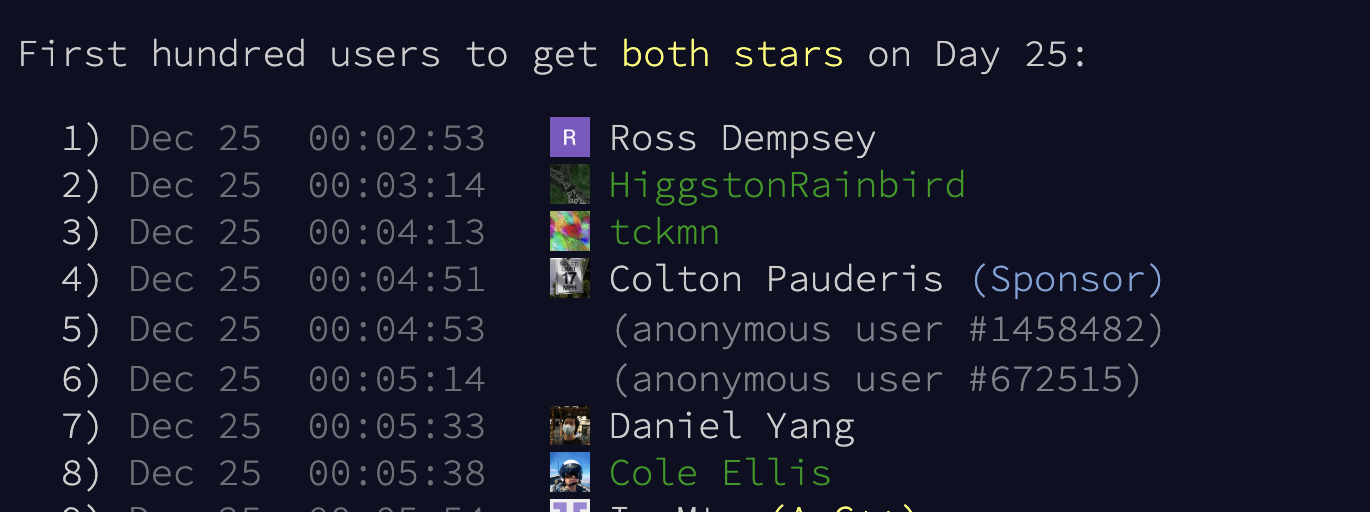 First hundred users to get both stars on Day 25:
1) Dec 25 00:02:53 R Ross Dempsey
2) Dec 25 00:03:14 HiggstonRainbird
3) Dec 25 00:04:13 tckmn
4) Dec 25 00:04:51 Colton Pauderis (Sponsor)
5) Dec 25 00:04:53 (anonymous user #1458482)
6) Dec 25 00:05:14 (anonymous user #672515)
7) Dec 25 00:05:33 Daniel Yang
8) Dec 25 00:05:38 Cole Ellis